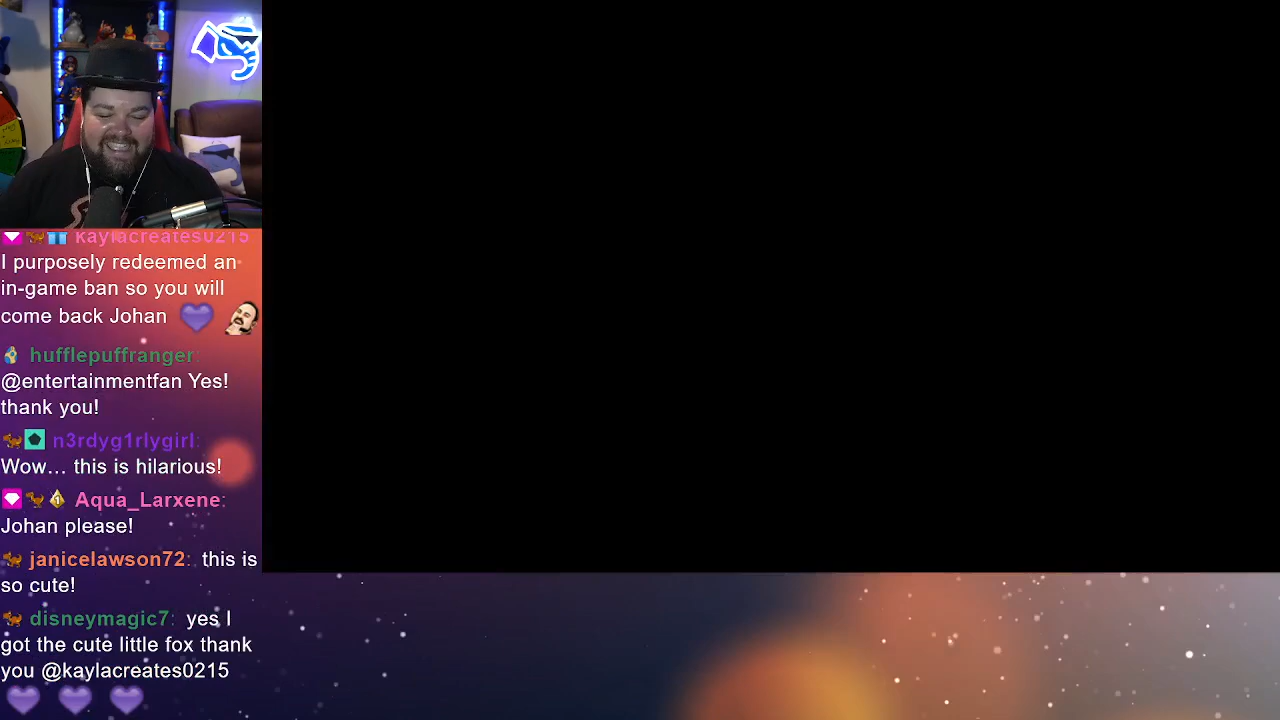 kaylacreates0215
I purposely redeemed an
in-game ban so you will
come back Johan
hufflepuffranger:
@entertainmentfan Yes!
thank you!
n3rdyg1rlygirl:
Wow... this is hilarious!
Aqua_Larxene:
Johan please!
janicelawson72: this is
so cute!
disneymagic7: yes I
got the cute little fox thank
you @kaylacreates0215